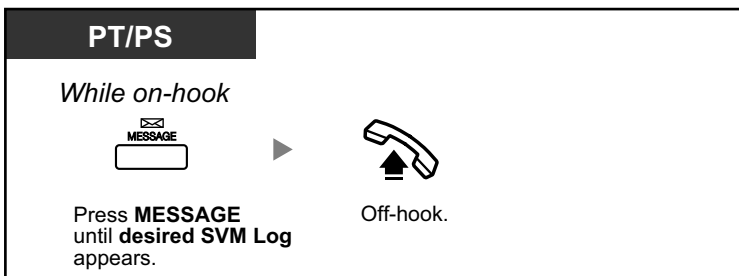 PT/PS
While on-hook
MESSAGE
Press MESSAGE
until desired SVM Log
appears.
Off-hook.